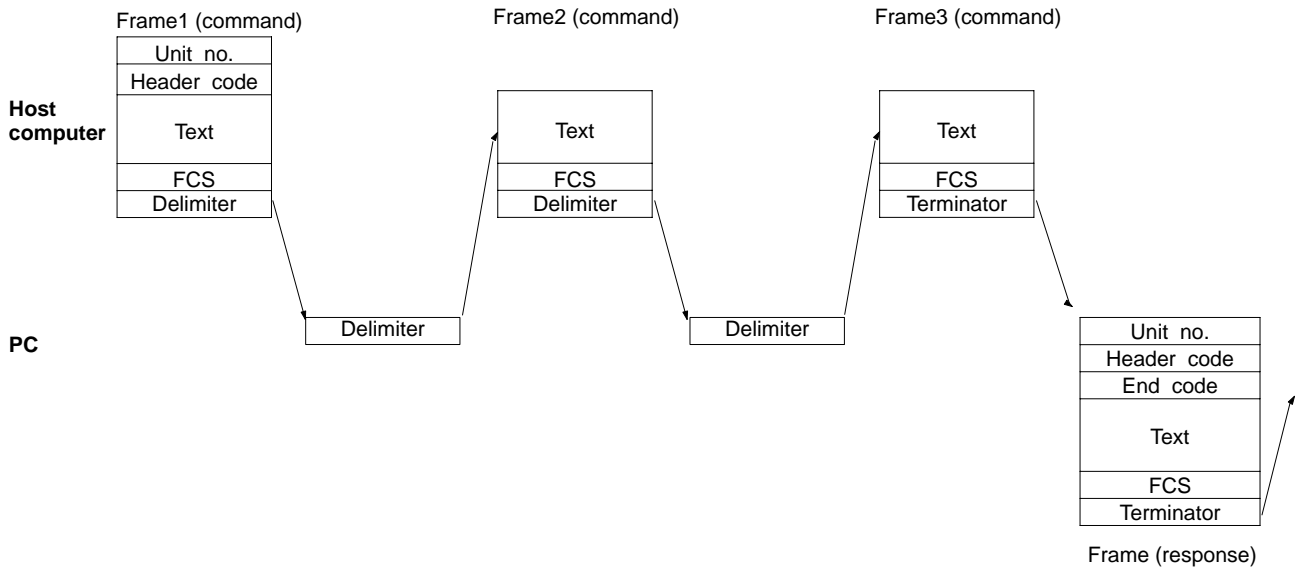 Frame1 (command)
Unit no.
Header code
Text
FCS
Delimiter
Frame2 (command)
Text
FCS
Delimiter
Frame3 (command)
Text
FCS
Terminator
Host
computer
PC
Delimiter
Delimiter
Unit no.
Header code
End code
Text
FCS
Terminator
Frame (response)